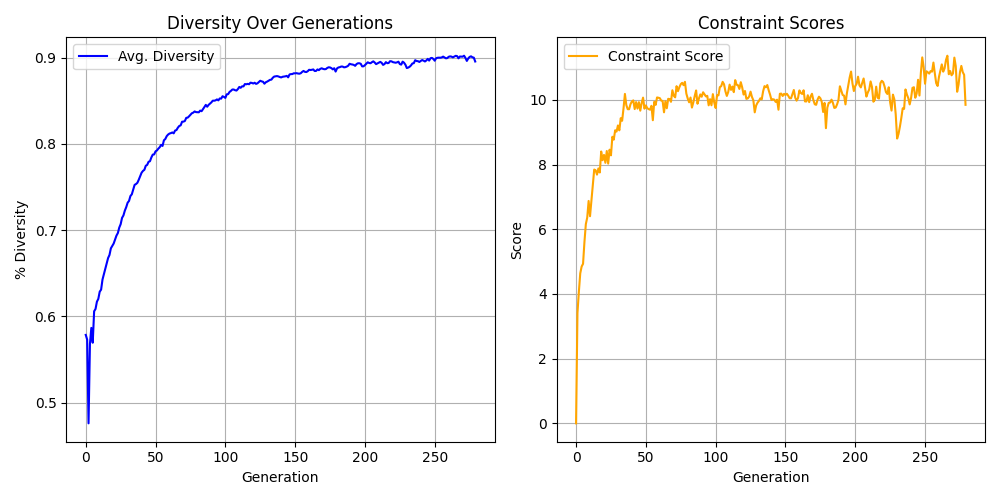 Diversity Over Generations
Avg. Diversity
% Diversity
0.9
0.8
0.7
0.6
0.5
0 50 100 150 200 250
Generation
Constraint Scores
Constraint Score
Score
10
8
6
4
2
0
0 50 100 150 200 250
Generation